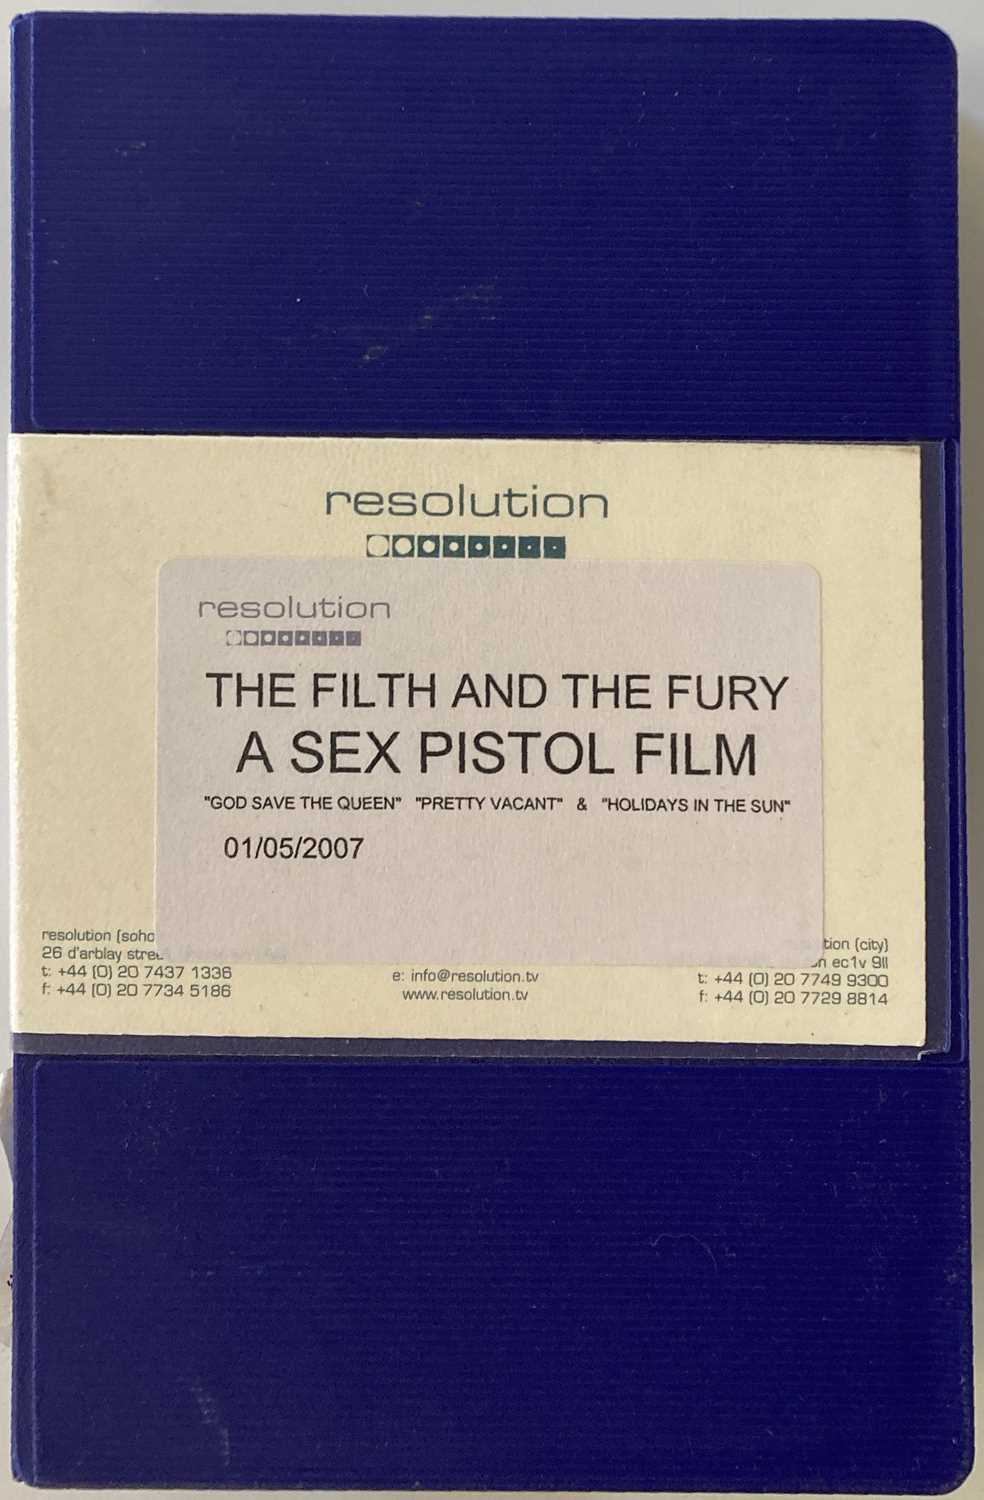 resolution
resolution
THE FILTH AND THE FURY
A SEX PISTOL FILM
"GOD SAVE THE QUEEN" "PRETTY VACANT" & "HOLIDAYS IN THE SUN"
01/05/2007
resolution (soho
26 d'arblay
t: +44 (0) 20 7437 1336
f: +44 (0) 20 7734 5186
e: info@resolution.tv
www.resolution.tv
(city)
ec1v 9ll
t: +44 (0) 20 7749 9300
f: +44 (0) 20 7729 8814